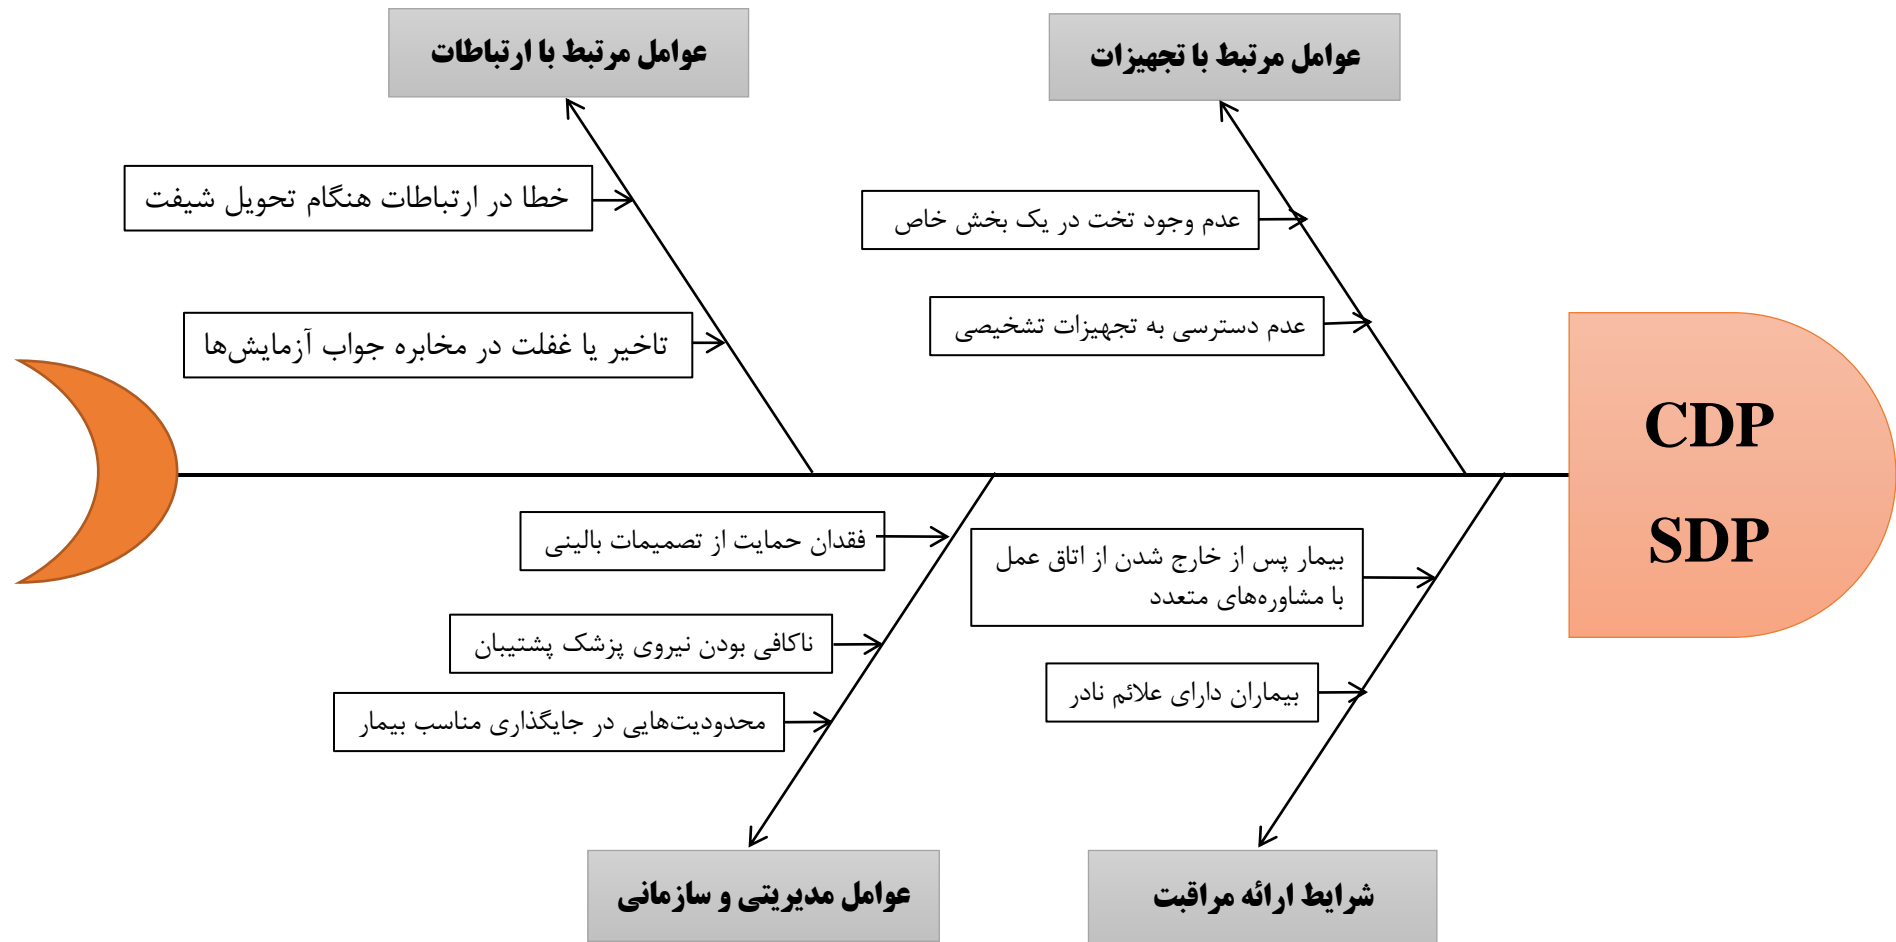 عوامل مرتبط با تجهیزات
عوامل مرتبط با ارتباطات
عدم وجود تخت در یک بخش خاص
خطا در ارتباطات هنگام تحویل شیفت
عدم دسترسی به تجهیزات تشخیصی
تاخیر یا غفلت در مخابره جواب آزمایش‌ها
CDP
SDP
بیمار پس از خارج شدن از اتاق عمل
با مشاوره‌های متعدد
فقدان حمایت از تصمیمات بالینی
بیماران دارای علائم نادر
ناکافی بودن نیروی پزشک پشتیبان
محدودیت‌هایی در جایگذاری مناسب بیمار
شرایط ارائه مراقبت
عوامل مدیریتی و سازمانی